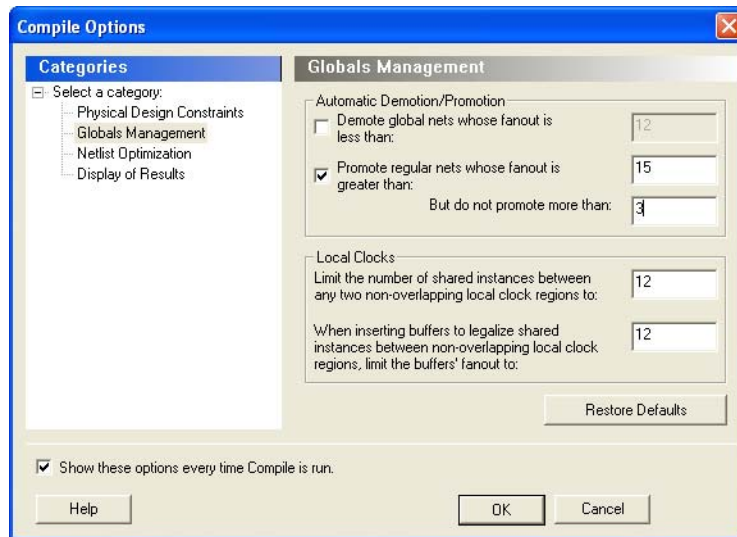 Compile Options
Categories
Select a category:
Physical Design Constraints
Globals Management
Netlist Optimization
Display of Results
Globals Management
Automatic Demotion/Promotion
Demote global nets whose fanout is
less than:
12
Promote regular nets whose fanout is
greater than:
15
But do not promote more than:
3
Local Clocks
Limit the number of shared instances between
any two non-overlapping local clock regions to:
12
When inserting buffers to legalize shared
instances between non-overlapping local clock
regions, limit the buffers' fanout to:
12
Restore Defaults
Show these options every time Compile is run.
Help
OK
Cancel